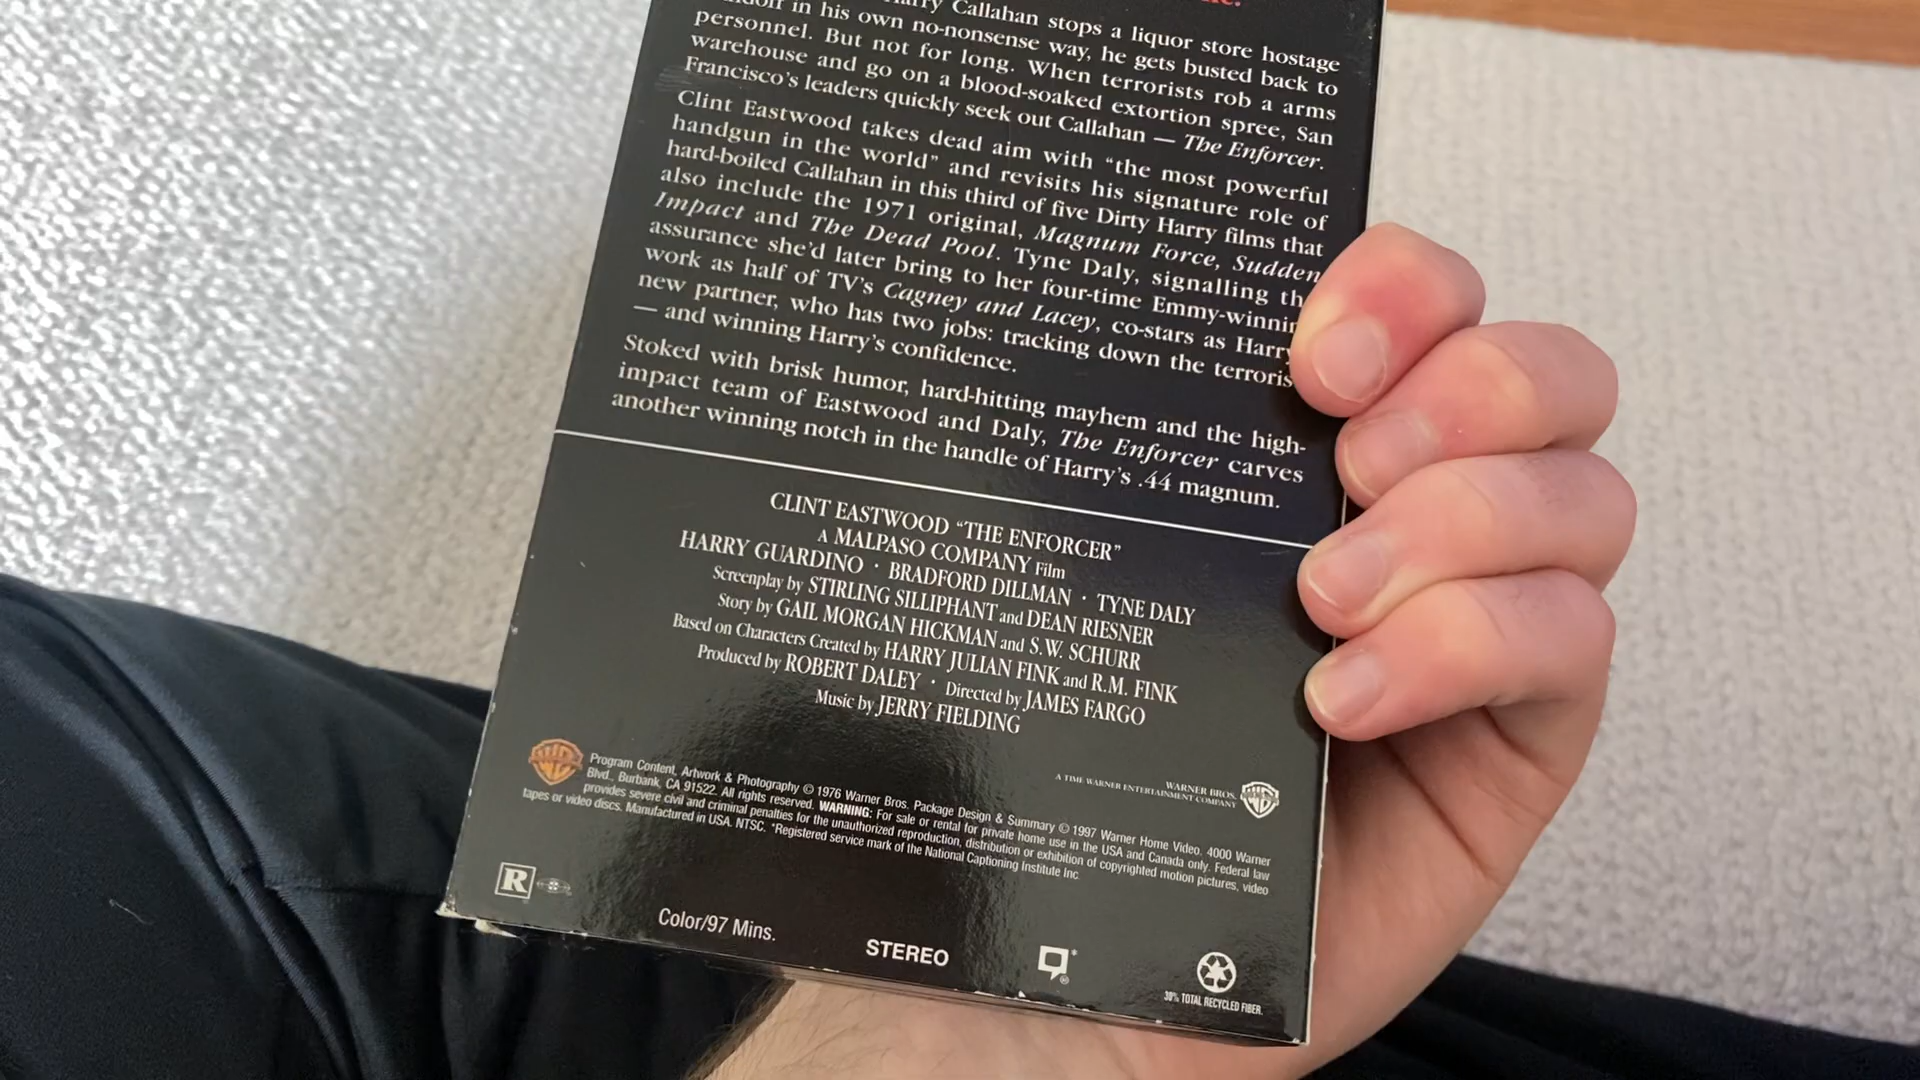 Harry Callahan stops a liquor store hostage
in his own no-nonsense way, he gets busted back to
personnel. But not for long. When terrorists rob a arms
warehouse and go on a blood-soaked extortion spree, San
Francisco's leaders quickly seek out Callahan — The Enforcer.
Clint Eastwood takes dead aim with “the most powerful
handgun in the world” and revisits his signature role of
hard-boiled Callahan in this third of five Dirty Harry films that
also include the 1971 original, Magnum Force, Sudden
Impact and The Dead Pool. Tyne Daly, signalling th
assurance she'd later bring to her four-time Emmy-winnin
work as half of TV's Cagney and Lacey, co-stars as Harry
new partner, who has two jobs: tracking down the terroris
— and winning Harry's confidence.
Stoked with brisk humor, hard-hitting mayhem and the high-
impact team of Eastwood and Daly, The Enforcer carves
another winning notch in the handle of Harry's .44 magnum.
CLINT EASTWOOD “THE ENFORCER”
A MALPASO COMPANY Film
HARRY GUARDINO · BRADFORD DILLMAN · TYNE DALY
Screenplay by STIRLING SILLIPHANT and DEAN RIESNER
Story by GAIL MORGAN HICKMAN and S.W. SCHURR
Based on Characters Created by HARRY JULIAN FINK and R.M. FINK
Produced by ROBERT DALEY · Directed by JAMES FARGO
Music by JERRY FIELDING
WARNER BROS.
A TIME WARNER ENTERTAINMENT COMPANY
Program Content, Artwork & Photography © 1976 Warner Bros. Package Design & Summary © 1997 Warner Home Video, 4000 Warner
Blvd., Burbank, CA 91522. All rights reserved. WARNING: For sale or rental for private home use in the USA and Canada only. Federal law
provides severe civil and criminal penalties for the unauthorized reproduction, distribution or exhibition of copyrighted motion pictures, video
tapes or video discs. Manufactured in USA. NTSC. *Registered service mark of the National Captioning Institute Inc.
R
Color/97 Mins.
STEREO
30% TOTAL RECYCLED FIBER.